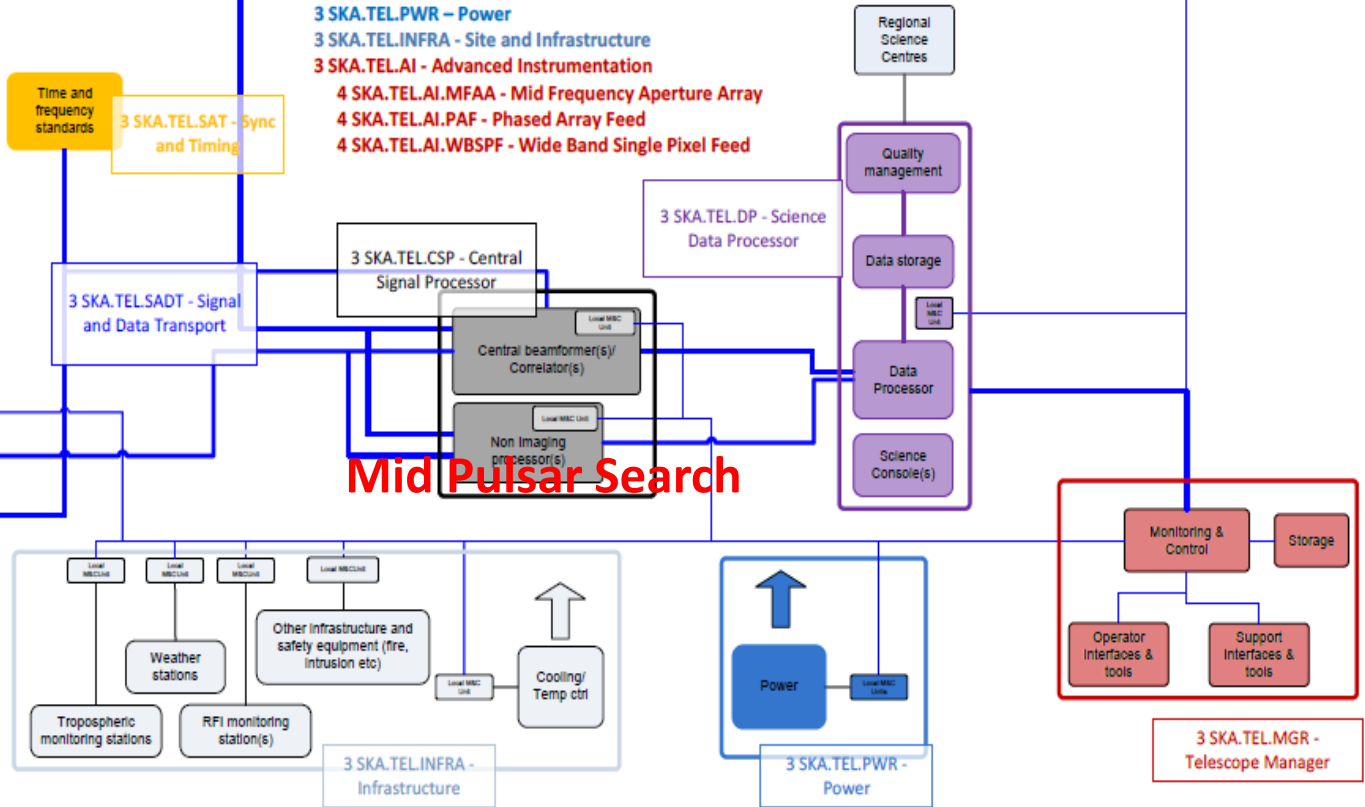 3 SKA.TEL.PWR – Power
3 SKA.TEL.INFRA - Site and Infrastructure
3 SKA.TEL.AI - Advanced Instrumentation
4 SKA.TEL.AI.MFAA - Mid Frequency Aperture Array
4 SKA.TEL.AI.PAF - Phased Array Feed
4 SKA.TEL.AI.WBSPF - Wide Band Single Pixel Feed
Regional
Science
Centres
Time and
frequency
standards
3 SKA.TEL.SAT - Sync
and Timing
Quality
management
3 SKA.TEL.DP - Science
Data Processor
Data storage
Local
M&C
Unit
3 SKA.TEL.CSP - Central
Signal Processor
3 SKA.TEL.SADT - Signal
and Data Transport
Local M&C
Unit
Central beamformer(s)/
Correlator(s)
Data
Processor
Local M&C Unit
Non Imaging
processor(s)
Mid Pulsar Search
Science
Console(s)
Monitoring &
Control
Storage
Operator
Interfaces &
tools
Support
Interfaces &
tools
3 SKA.TEL.MGR -
Telescope Manager
Local
M&CUnit
Local
M&CUnit
Local
M&CUnit
Local M&CUnit
Other Infrastructure and
safety equipment (fire,
Intrusion etc)
Weather
stations
Tropospheric
monitoring stations
RFI monitoring
station(s)
Local M&C
Unit
Cooling/
Temp ctrl
3 SKA.TEL.INFRA -
Infrastructure
Power
Local M&C
Units
3 SKA.TEL.PWR -
Power